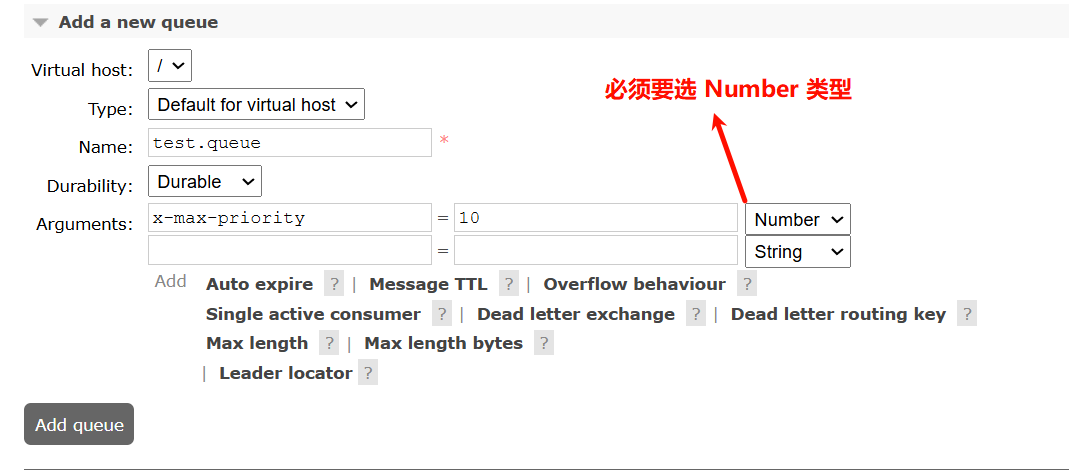 Add a new queue
Virtual host: /
必须要选 Number 类型
Type: Default for virtual host
Name: test.queue *
Durability: Durable
Arguments: x-max-priority = 10 Number
= String
Add Auto expire ? | Message TTL ? | Overflow behaviour ?
Single active consumer ? | Dead letter exchange ? | Dead letter routing key ?
Max length ? | Max length bytes ?
| Leader locator ?
Add queue